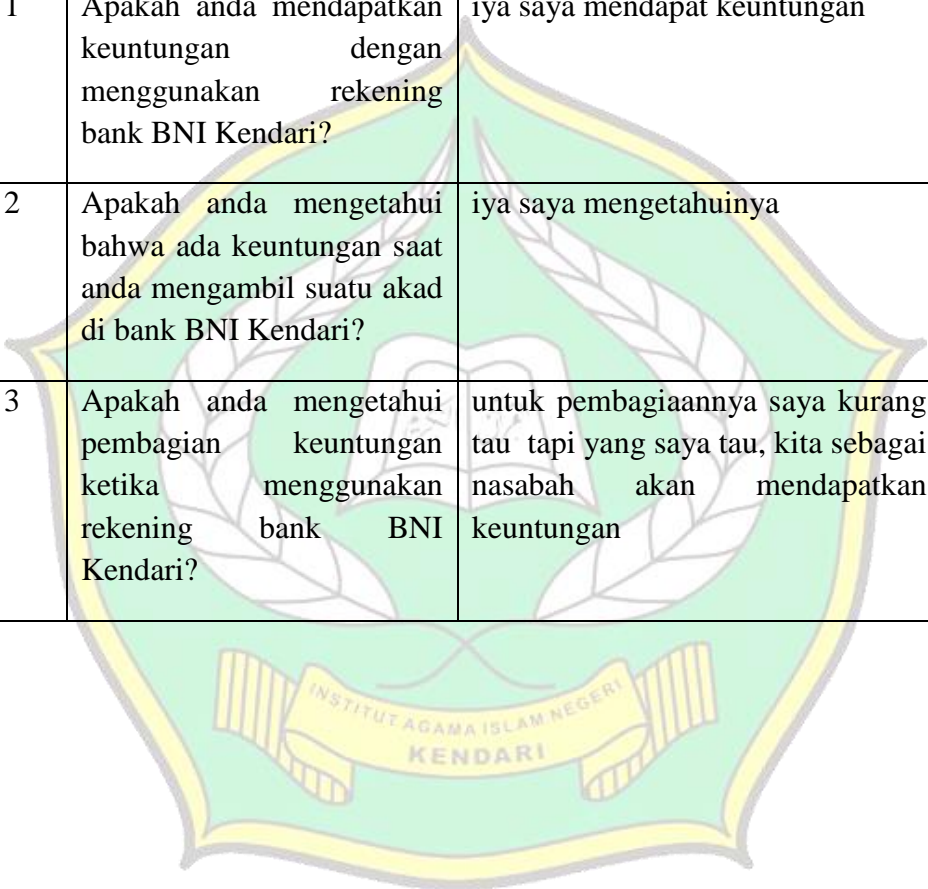 1 Apakah anda mendapatkan iya saya mendapat keuntungan
keuntungan dengan
menggunakan rekening
bank BNI Kendari?
2 Apakah anda mengetahui iya saya mengetahuinya
bahwa ada keuntungan saat
anda mengambil suatu akad
di bank BNI Kendari?
3 Apakah anda mengetahui untuk pembagiaannya saya kurang
pembagian keuntungan tau tapi yang saya tau, kita sebagai
ketika menggunakan nasabah akan mendapatkan
rekening bank BNI keuntungan
Kendari?
INSTITUT AGAMA ISLAM NEGERI
KENDARI